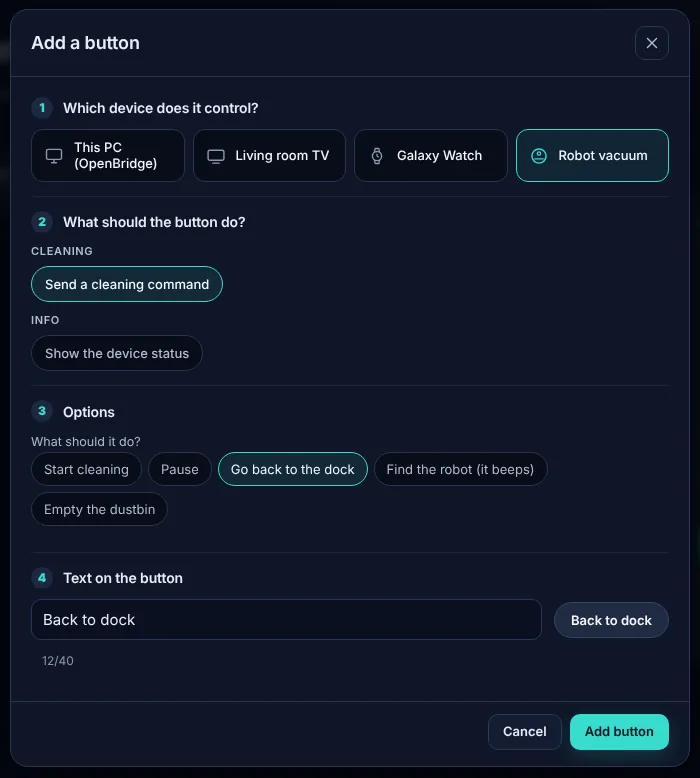 Add a button
1 Which device does it control?
This PC
(OpenBridge)
Living room TV
Galaxy Watch
Robot vacuum
2 What should the button do?
CLEANING
Send a cleaning command
INFO
Show the device status
3 Options
What should it do?
Start cleaning
Pause
Go back to the dock
Find the robot (it beeps)
Empty the dustbin
4 Text on the button
Back to dock
Back to dock
12/40
Cancel
Add button